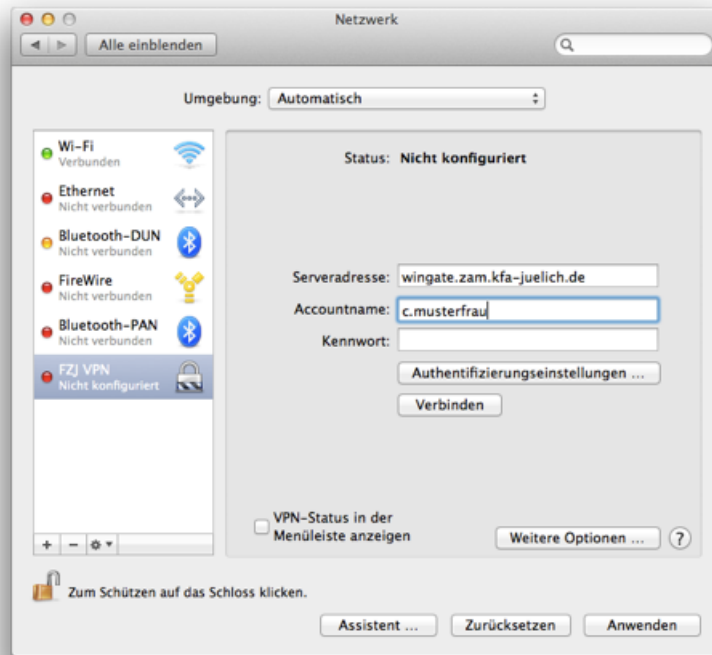 Netzwerk
Alle einblenden
Umgebung: Automatisch
Wi-Fi
Verbunden
Ethernet
Nicht verbunden
Bluetooth-DUN
Nicht verbunden
FireWire
Nicht verbunden
Bluetooth-PAN
Nicht verbunden
FZJ VPN
Nicht konfiguriert
Status: Nicht konfiguriert
Serveradresse: wingate.zam.kfa-juelich.de
Accountname: c.musterfrau
Kennwort:
Authentifizierungseinstellungen ...
Verbinden
VPN-Status in der
Menüleiste anzeigen
Weitere Optionen ... ?
Zum Schützen auf das Schloss klicken.
Assistent ... Zurücksetzen Anwenden